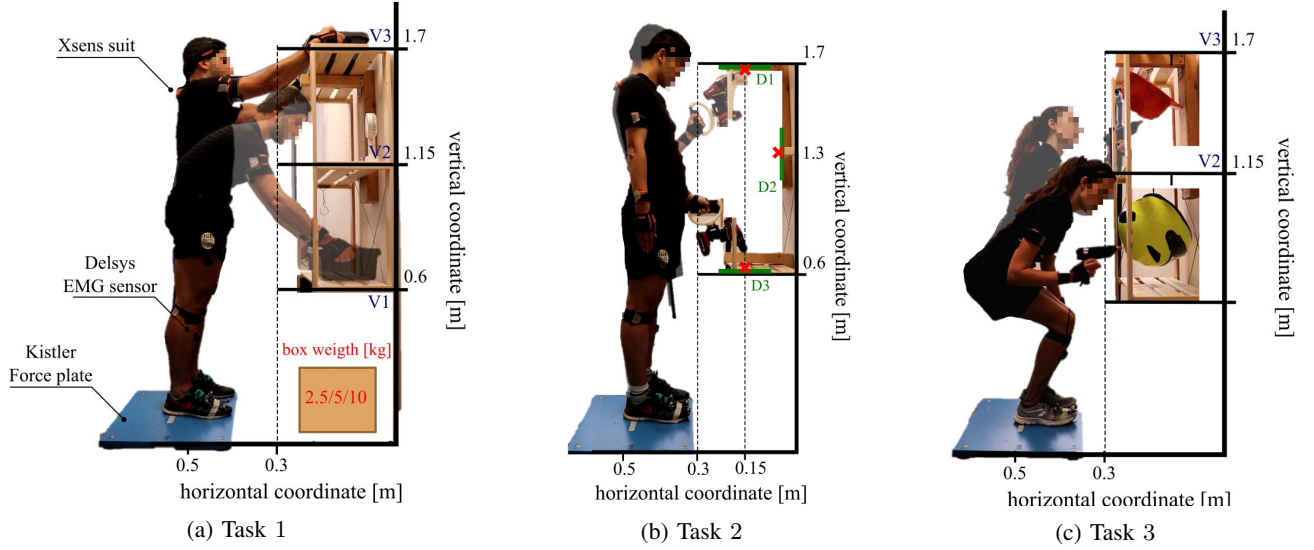 Xsens suit
Delsys
EMG sensor
Kistler
Force plate
V3
1.7
V2
1.15
0.6
V1
vertical coordinate [m]
box weigth [kg]
2.5/5/10
0.5
0.3
horizontal coordinate [m]
(a) Task 1
1.7
D1
1.3
D2
0.6
D3
vertical coordinate [m]
0.5
0.3
0.15
horizontal coordinate [m]
(b) Task 2
V3
1.7
V2
1.15
vertical coordinate [m]
0.5
0.3
horizontal coordinate [m]
(c) Task 3